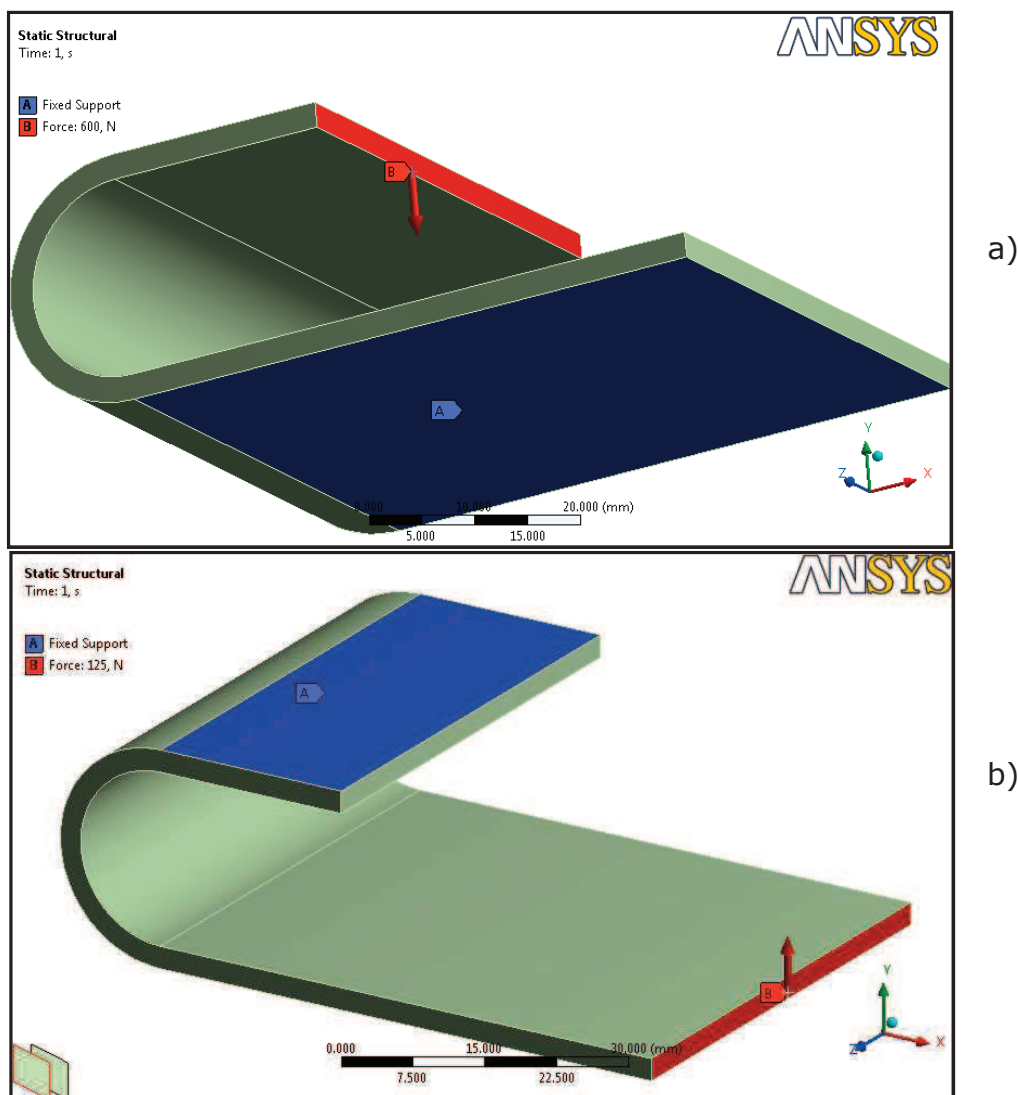 Static Structural
Time: 1, s
ANSYS
A Fixed Support
B Force: 600, N
B
a)
A
Y
Z
X
0.000 10.000 20.000 (mm)
5.000 15.000
Static Structural
Time: 1, s
ANSYS
A Fixed Support
B Force: 125, N
A
b)
B
Y
Z
X
0.000 15.000 30.000 (mm)
7.500 22.500